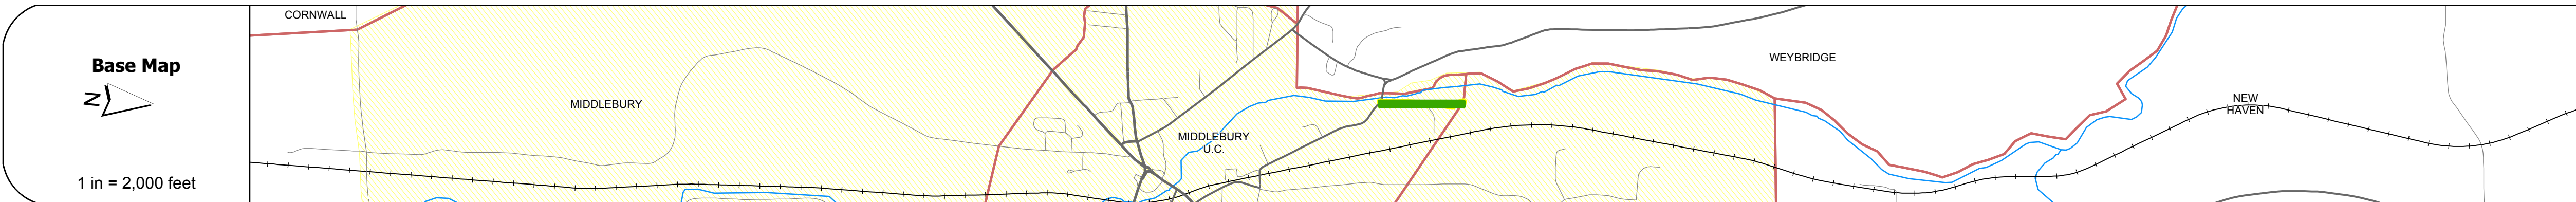 Base Map
N
1 in = 2,000 feet
CORNWALL
MIDDLEBURY
MIDDLEBURY
U.C.
WEYBRIDGE
NEW
HAVEN